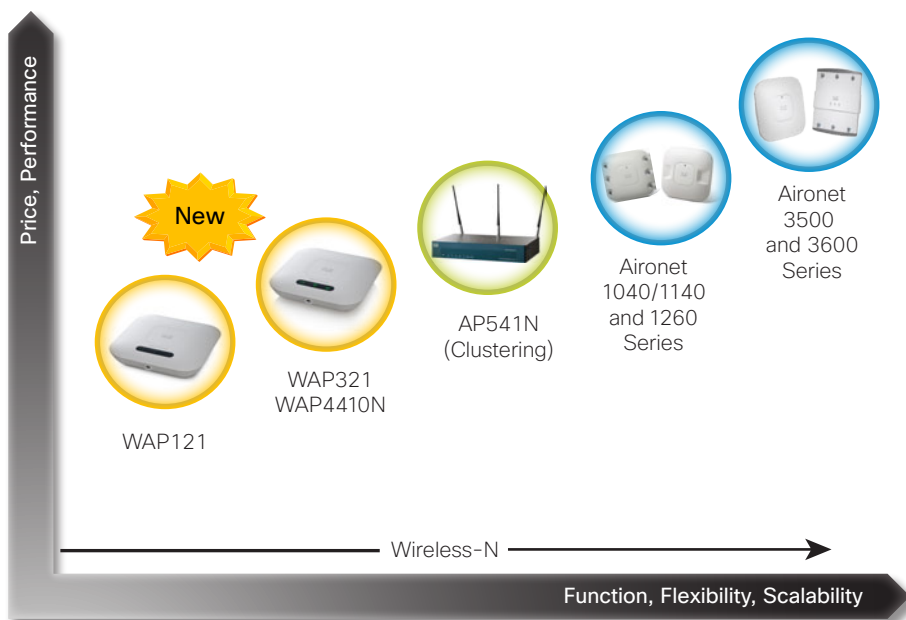 Price, Performance
New
WAP121
WAP321
WAP4410N
AP541N
(Clustering)
Aironet
1040/1140
and 1260
Series
Aironet
3500
and 3600
Series
Wireless-N
Function, Flexibility, Scalability